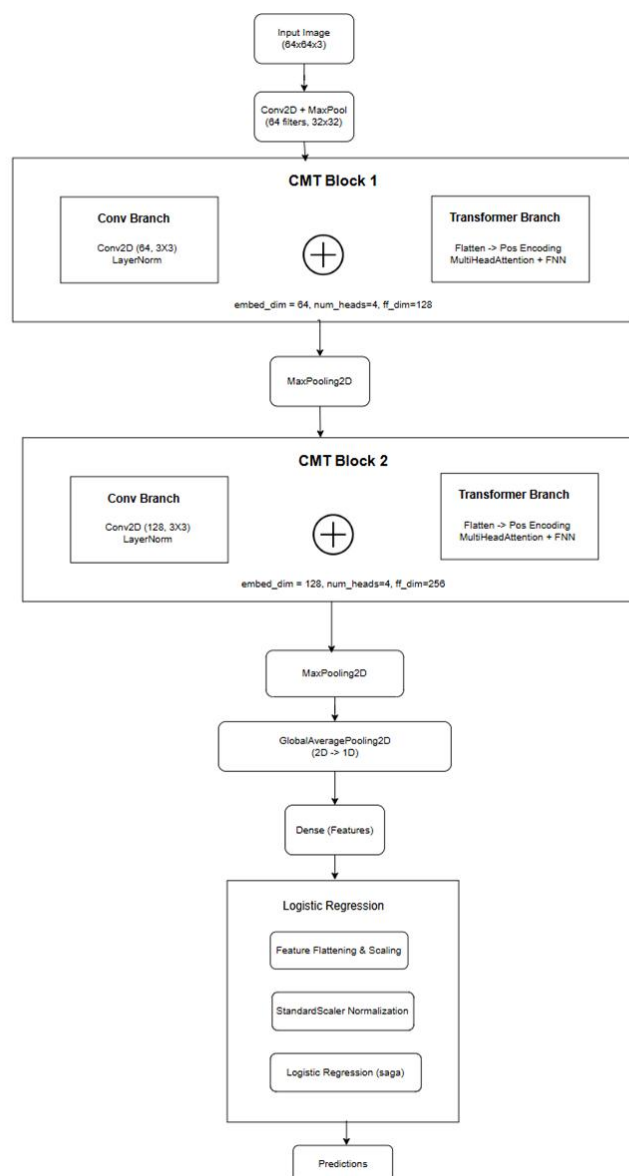 Input Image
(64x64x3)
Conv2D + MaxPool
(64 filters, 32x32)
CMT Block 1
Conv Branch
Conv2D (64, 3X3)
LayerNorm
Transformer Branch
Flatten -> Pos Encoding
MultiHeadAttention + FNN
embed_dim = 64, num_heads=4, ff_dim=128
MaxPooling2D
CMT Block 2
Conv Branch
Conv2D (128, 3X3)
LayerNorm
Transformer Branch
Flatten -> Pos Encoding
MultiHeadAttention + FNN
embed_dim = 128, num_heads=4, ff_dim=256
MaxPooling2D
GlobalAveragePooling2D
(2D -> 1D)
Dense (Features)
Logistic Regression
Feature Flattening & Scaling
StandardScaler Normalization
Logistic Regression (saga)
Predictions